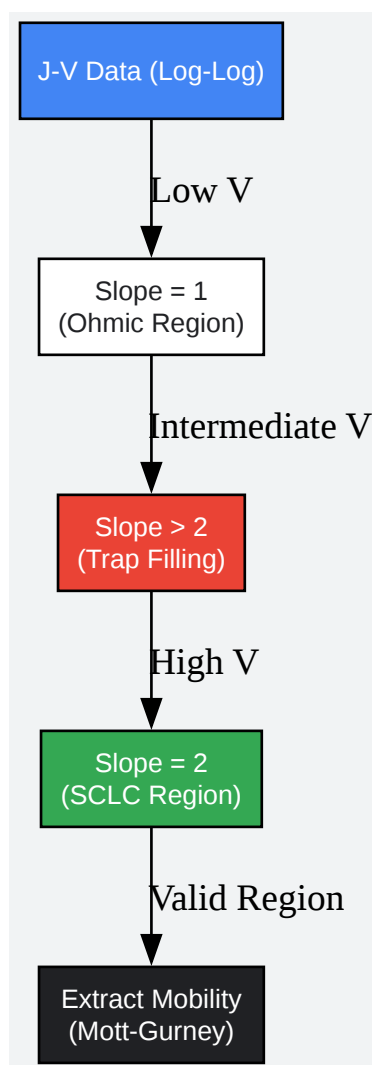 J-V Data (Log-Log)
Low V
Slope = 1
(Ohmic Region)
Intermediate V
Slope > 2
(Trap Filling)
High V
Slope = 2
(SCLC Region)
Valid Region
Extract Mobility
(Mott-Gurney)